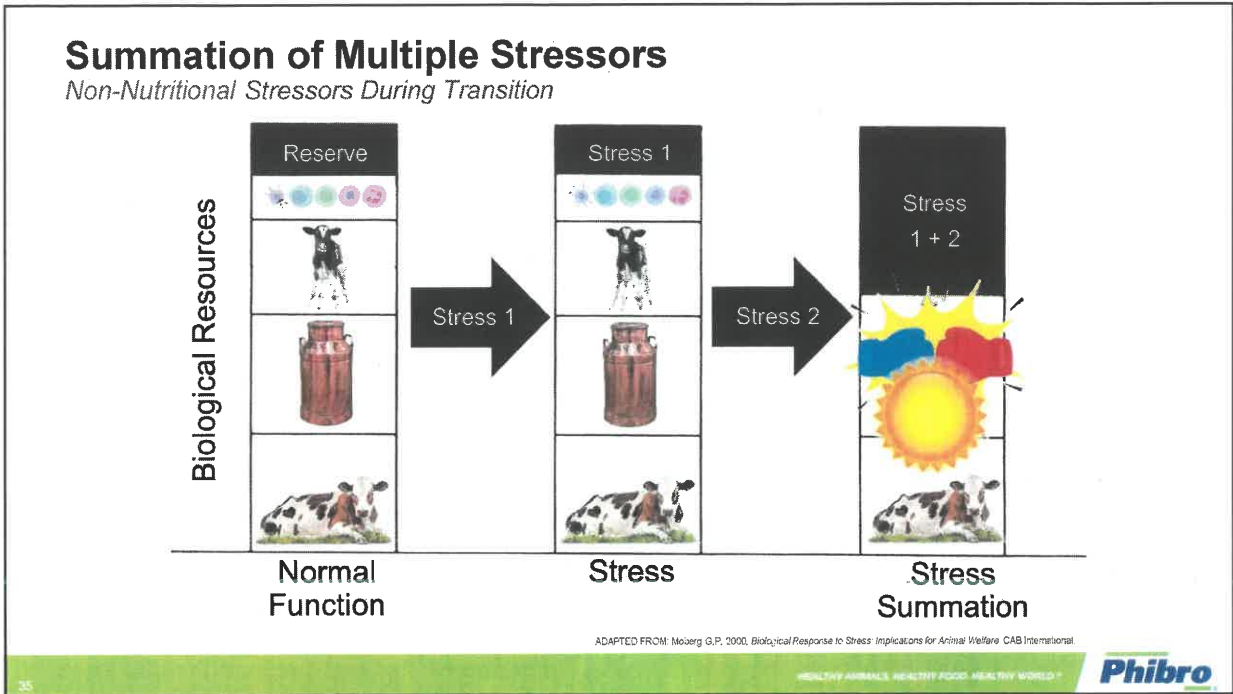 Summation of Multiple Stressors
Non-Nutritional Stressors During Transition
Biological Resources
Reserve
Stress 1
Stress 1
Stress 2
Stress
1 + 2
Normal
Function
Stress
Stress
Summation
ADAPTED FROM: Moberg G.P. 2000, Biological Response to Stress: Implications for Animal Welfare. CAB International.
35
HEALTHY ANIMALS. HEALTHY FOOD. HEALTHY WORLD.®
Phibro